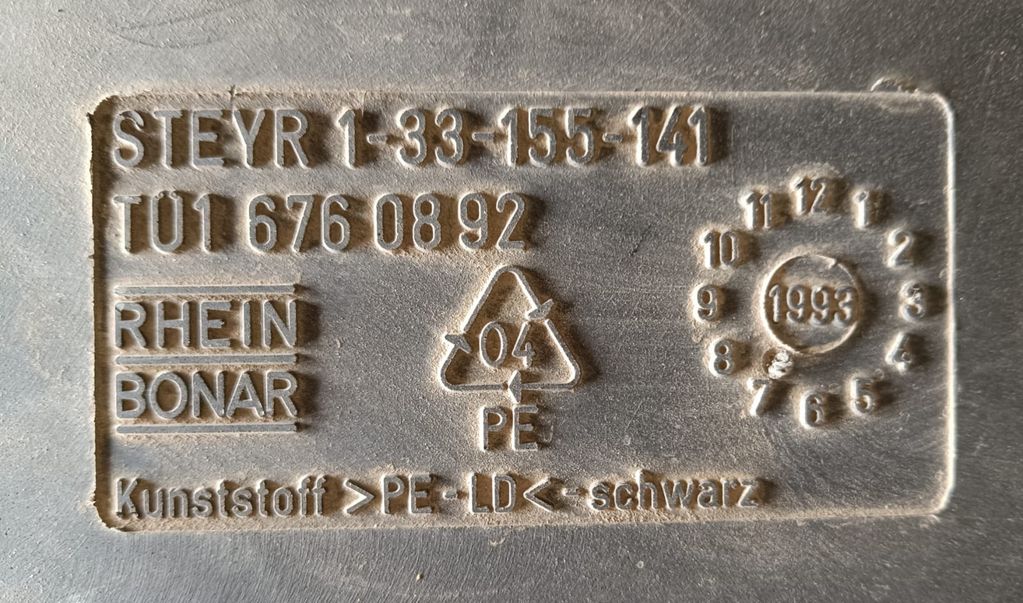 STEYR 1-33-155-141
TÜ1 676 08 92
RHEIN
BONAR
04
PE
Kunststoff >PE-LD<-schwarz
12
1
2
3
4
5
6
7
8
9
10
11
1993